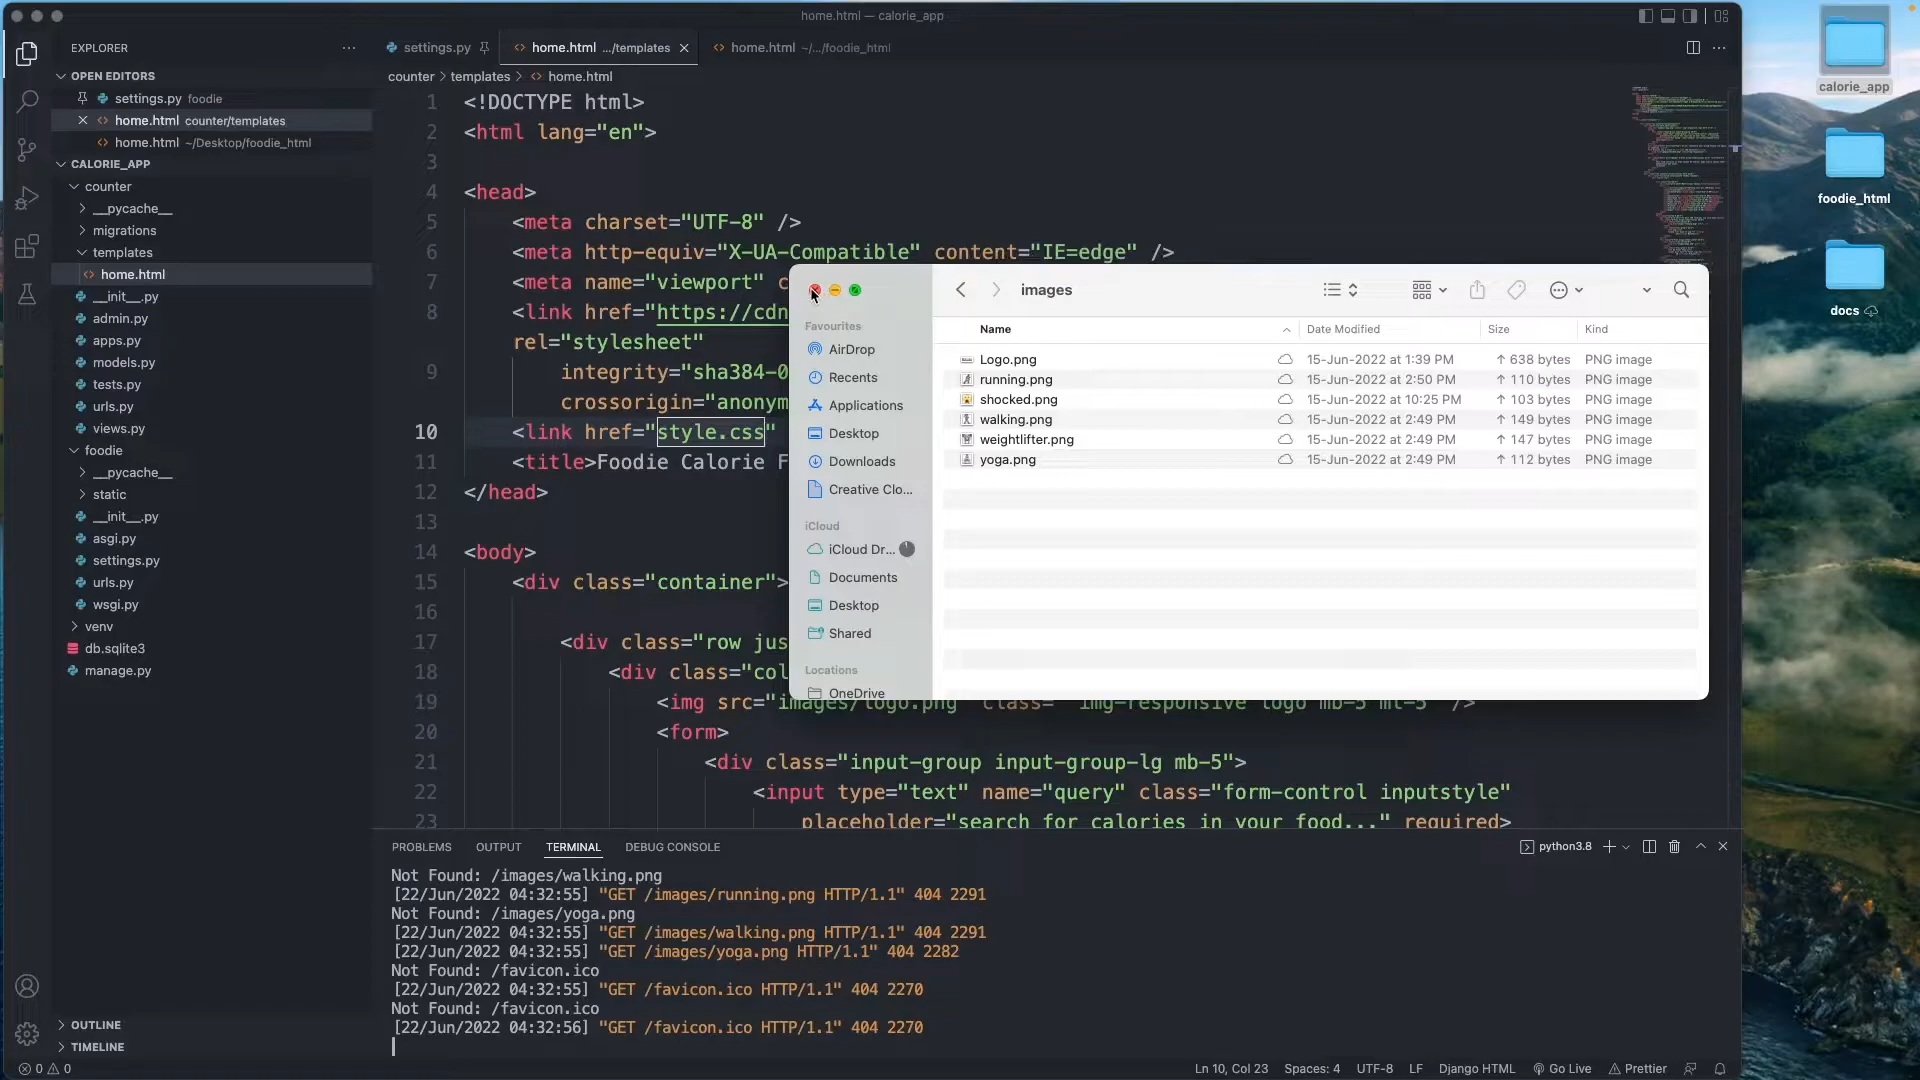 home.html — calorie_app
EXPLORER
settings.py
home.html .../templates
home.html ~/.../foodie_html
OPEN EDITORS
settings.py foodie
home.html counter/templates
home.html ~/Desktop/foodie_html
CALORIE_APP
counter
__pycache__
migrations
templates
home.html
__init__.py
admin.py
apps.py
models.py
tests.py
urls.py
views.py
foodie
__pycache__
static
__init__.py
asgi.py
settings.py
urls.py
wsgi.py
venv
db.sqlite3
manage.py
OUTLINE
TIMELINE
counter > templates > home.html
1 <!DOCTYPE html>
2 <html lang="en">
3
4 <head>
5 <meta charset="UTF-8" />
6 <meta http-equiv="X-UA-Compatible" content="IE=edge" />
7 <meta name="viewport" c
8 <link href="https://cdn
rel="stylesheet"
9 integrity="sha384-0
crossorigin="anonym
10 <link href="style.css"
11 <title>Foodie Calorie F
12 </head>
13
14 <body>
15 <div class="container">
16
17 <div class="row jus
18 <div class="col
19 <img src="images/logo.png" class="img-responsive logo mb-5 mt-5" />
20 <form>
21 <div class="input-group input-group-lg mb-5">
22 <input type="text" name="query" class="form-control inputstyle"
23 placeholder="search for calories in your food..." required>
images
Favourites
AirDrop
Recents
Applications
Desktop
Downloads
Creative Clo...
iCloud
iCloud Dr...
Documents
Desktop
Shared
Locations
OneDrive
Name Date Modified Size Kind
Logo.png 15-Jun-2022 at 1:39 PM ↑ 638 bytes PNG image
running.png 15-Jun-2022 at 2:50 PM ↑ 110 bytes PNG image
shocked.png 15-Jun-2022 at 10:25 PM ↑ 103 bytes PNG image
walking.png 15-Jun-2022 at 2:49 PM ↑ 149 bytes PNG image
weightlifter.png 15-Jun-2022 at 2:49 PM ↑ 147 bytes PNG image
yoga.png 15-Jun-2022 at 2:49 PM ↑ 112 bytes PNG image
calorie_app
foodie_html
docs
PROBLEMS OUTPUT TERMINAL DEBUG CONSOLE
python3.8
Not Found: /images/walking.png
[22/Jun/2022 04:32:55] "GET /images/running.png HTTP/1.1" 404 2291
Not Found: /images/yoga.png
[22/Jun/2022 04:32:55] "GET /images/walking.png HTTP/1.1" 404 2291
[22/Jun/2022 04:32:55] "GET /images/yoga.png HTTP/1.1" 404 2282
Not Found: /favicon.ico
[22/Jun/2022 04:32:55] "GET /favicon.ico HTTP/1.1" 404 2270
Not Found: /favicon.ico
[22/Jun/2022 04:32:56] "GET /favicon.ico HTTP/1.1" 404 2270
0 0
Ln 10, Col 23 Spaces: 4 UTF-8 LF Django HTML Go Live Prettier